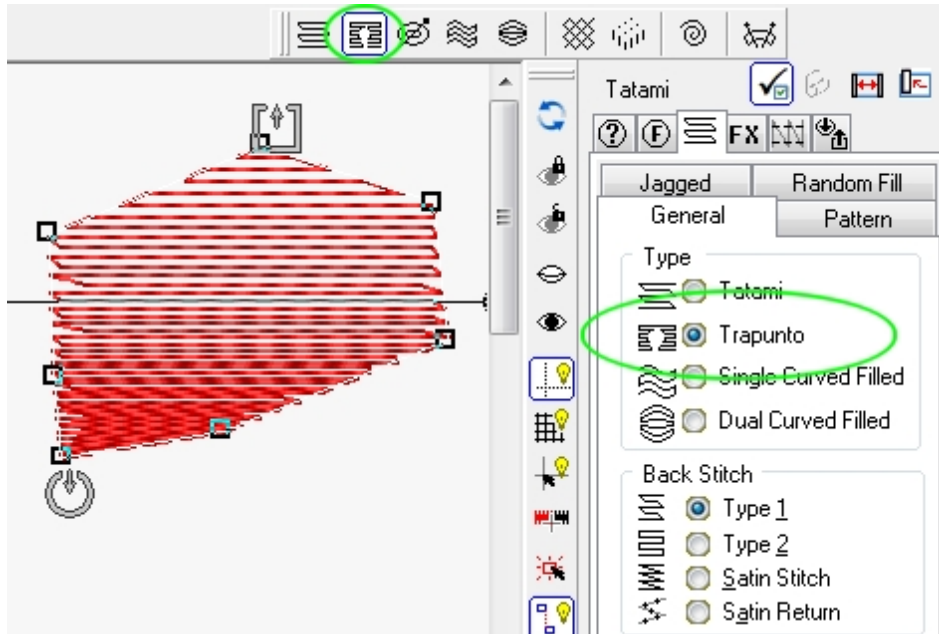 Tatami
FX
Jagged
Random Fill
General
Pattern
Type
Tatami
Trapunto
Single Curved Filled
Dual Curved Filled
Back Stitch
Type 1
Type 2
Satin Stitch
Satin Return